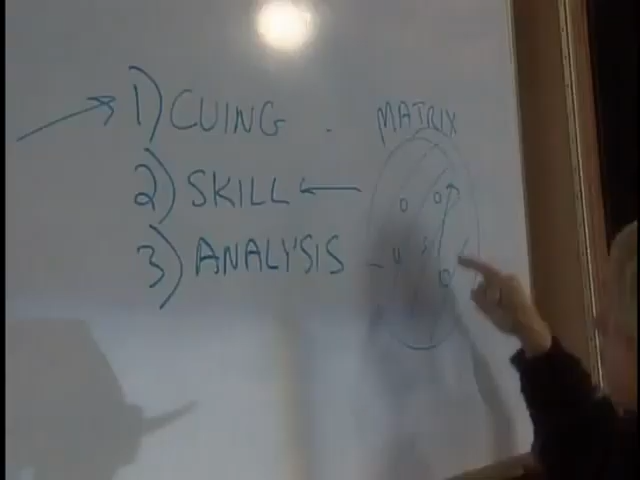 1) CUING MATRIX
2) SKILL
3) ANALYSIS